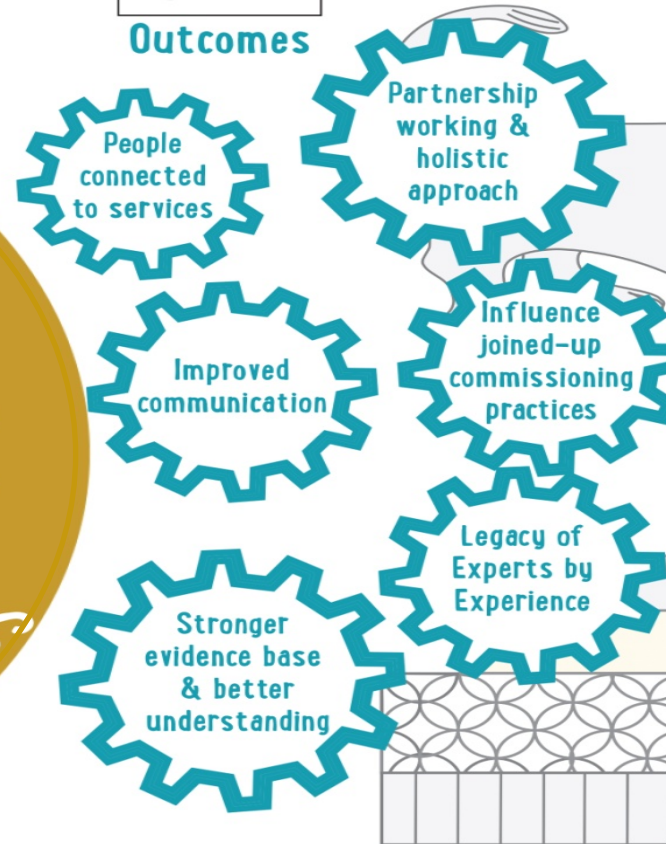 Outcomes
People
connected
to services
Partnership
working &
holistic
approach
Improved
communication
Influence
joined-up
commissioning
practices
Legacy of
Experts by
Experience
Stronger
evidence base
& better
understanding